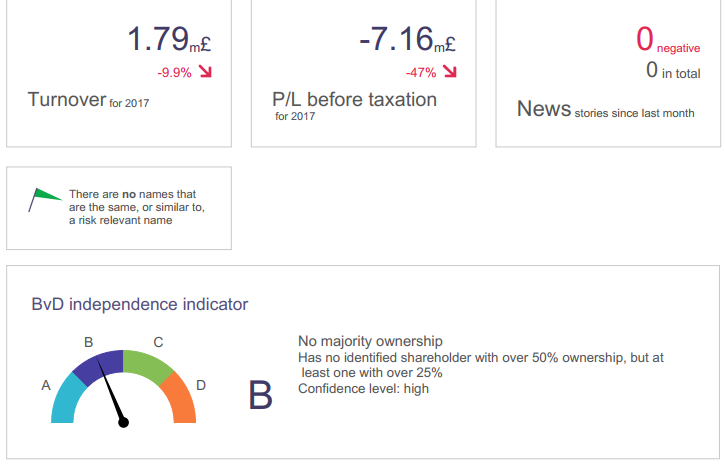 1.79m£
-9.9%
Turnover for 2017
-7.16m£
-47%
P/L before taxation
for 2017
0 negative
0 in total
News stories since last month
There are no names that
are the same, or similar to,
a risk relevant name
BvD independence indicator
A
B
C
D
B
No majority ownership
Has no identified shareholder with over 50% ownership, but at
least one with over 25%
Confidence level: high